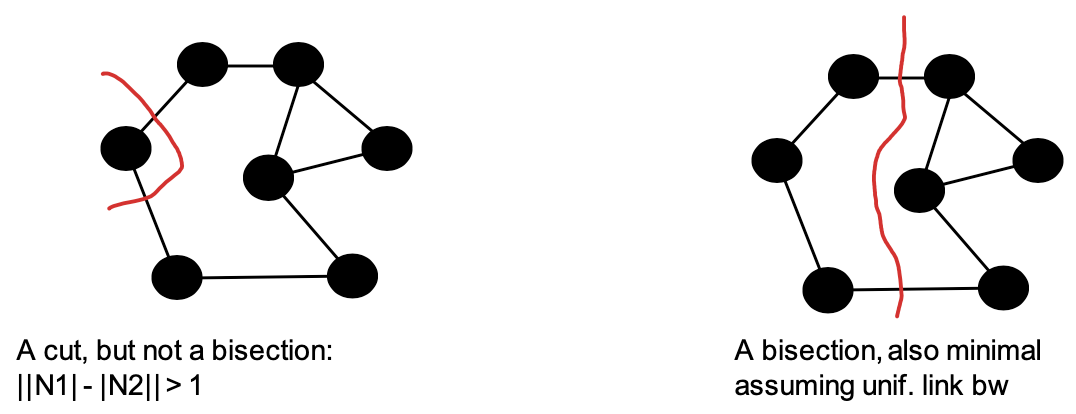 A cut, but not a bisection:
||N1| - |N2|| > 1
A bisection, also minimal
assuming unif. link bw